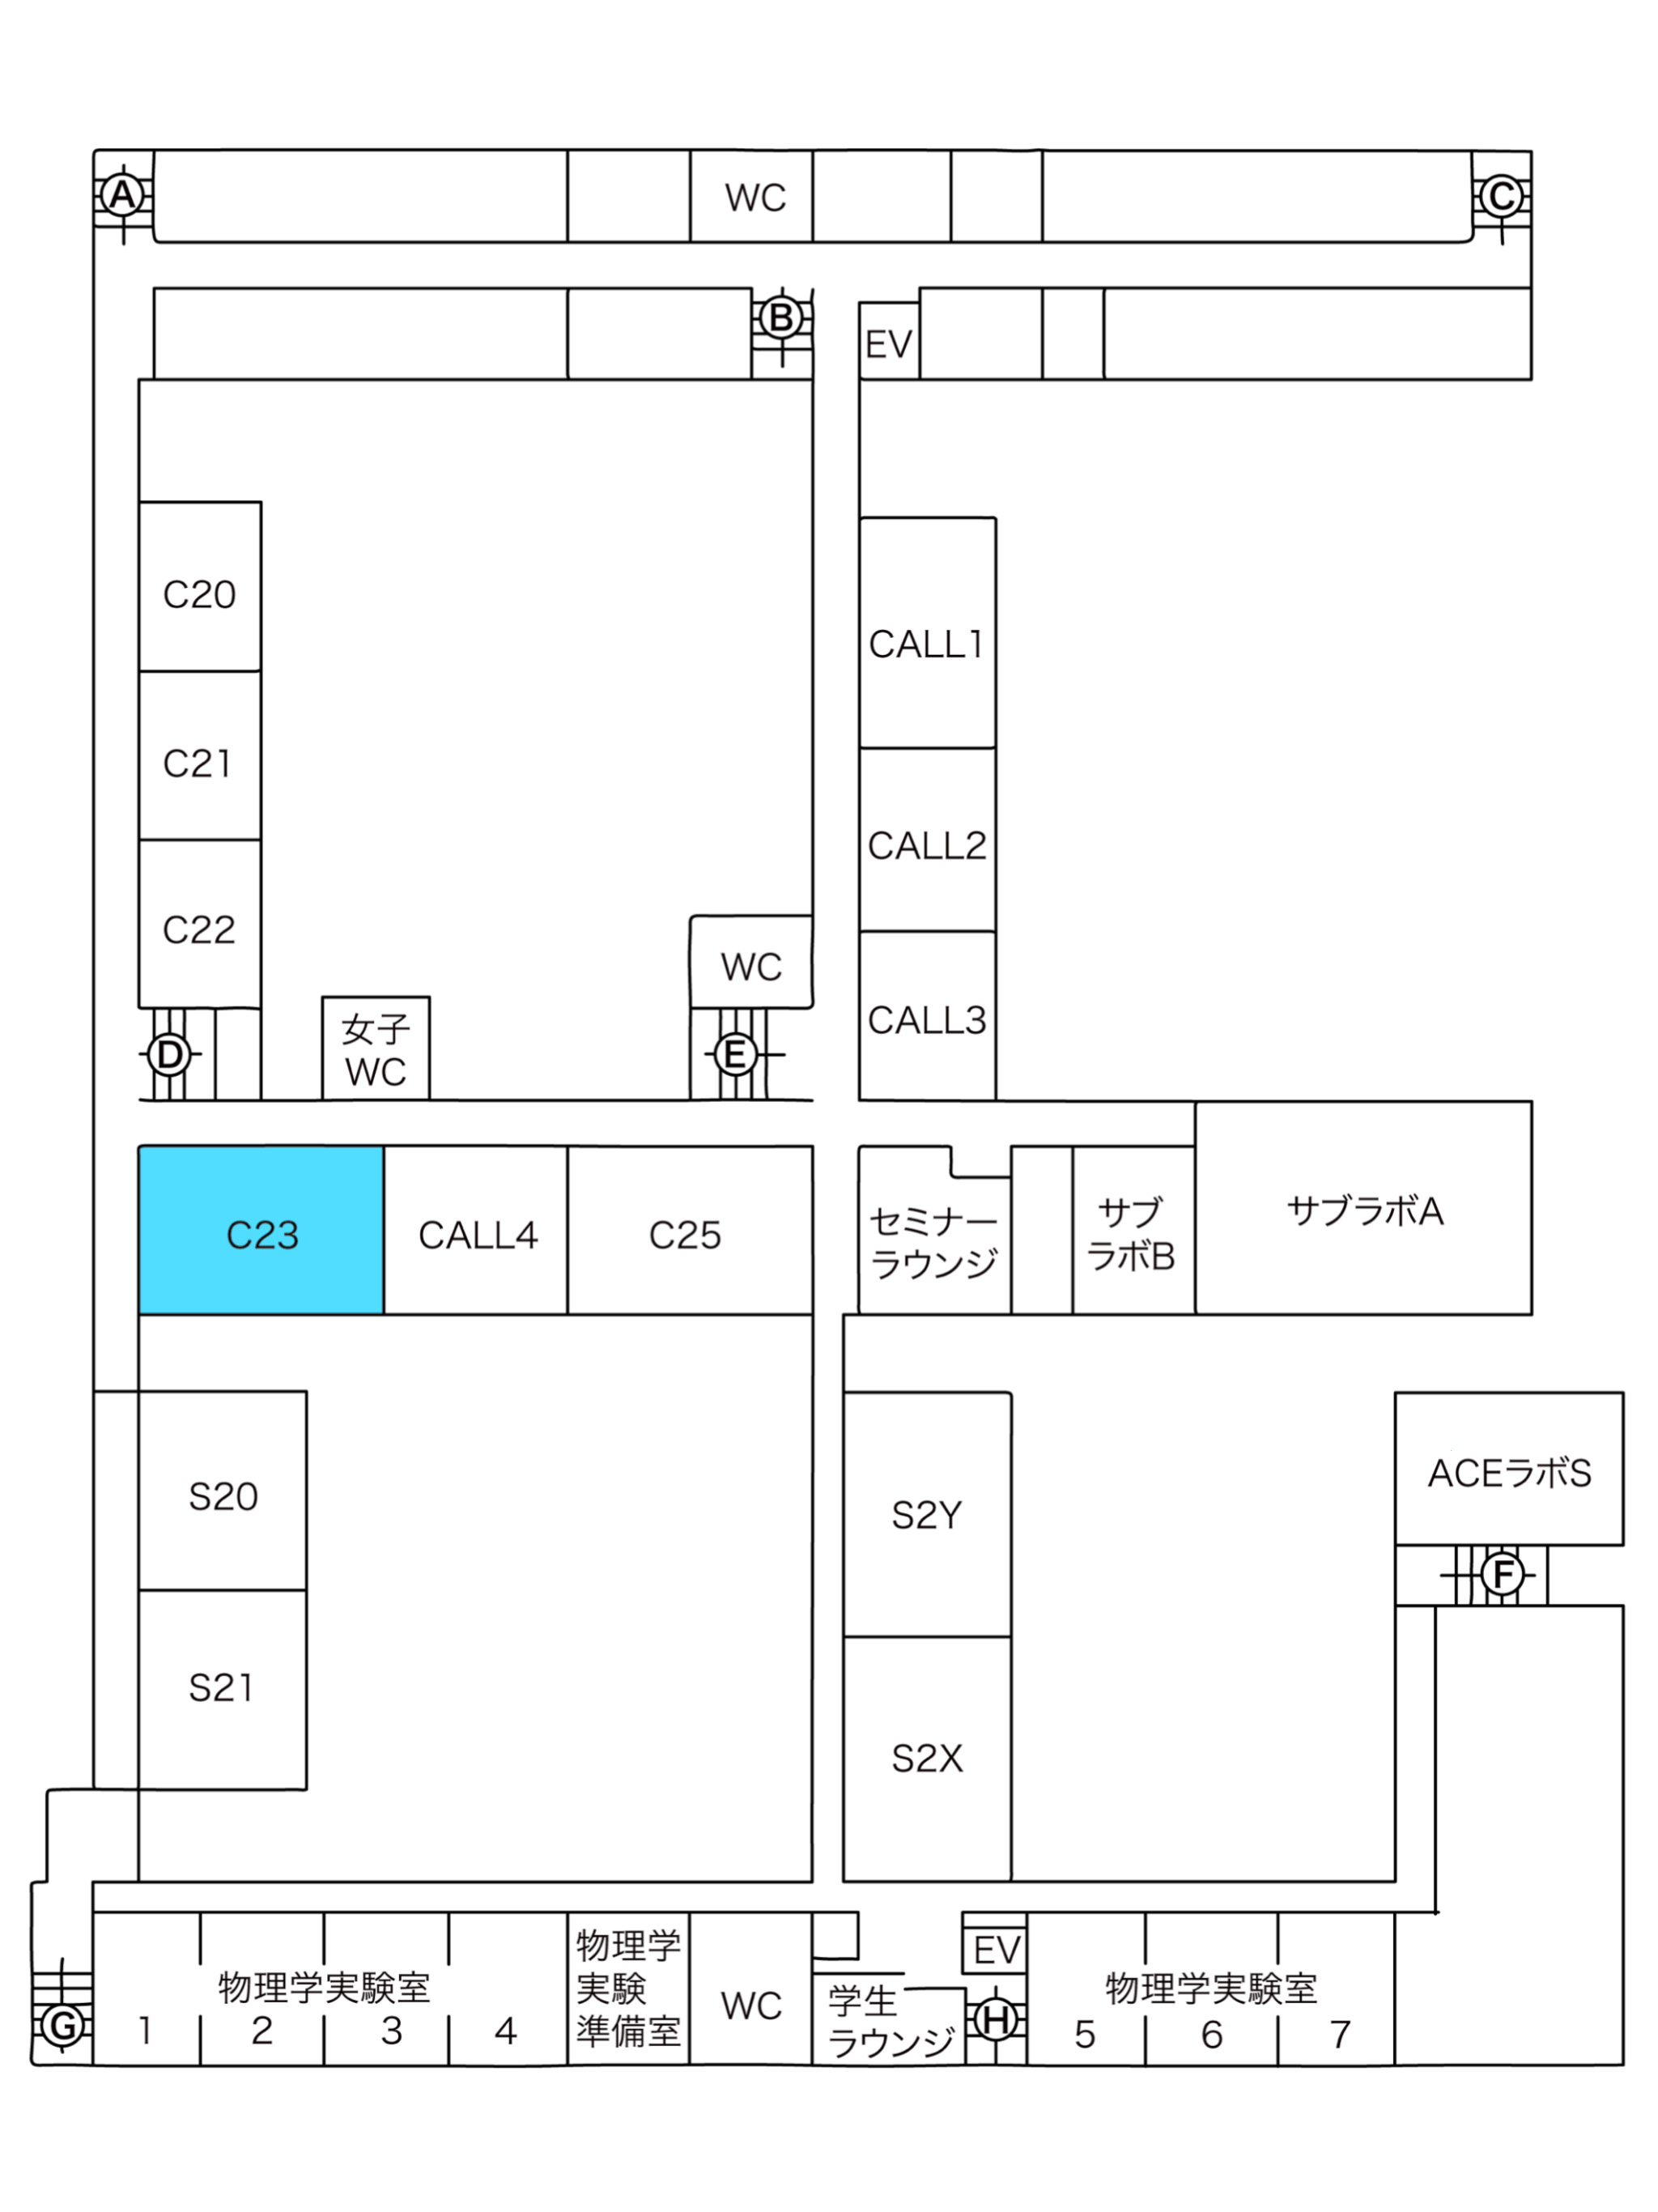 A
WC
C
B
EV
C20
CALL1
C21
CALL2
C22
WC
CALL3
女子
WC
D
E
C23
CALL4
C25
セミナー
ラウンジ
サブ
ラボB
サブラボA
S20
S2Y
ACEラボS
F
S21
S2X
物理学実験室
1
2
3
4
物理学
実験
準備室
WC
学生
ラウンジ
EV
H
物理学実験室
5
6
7
G